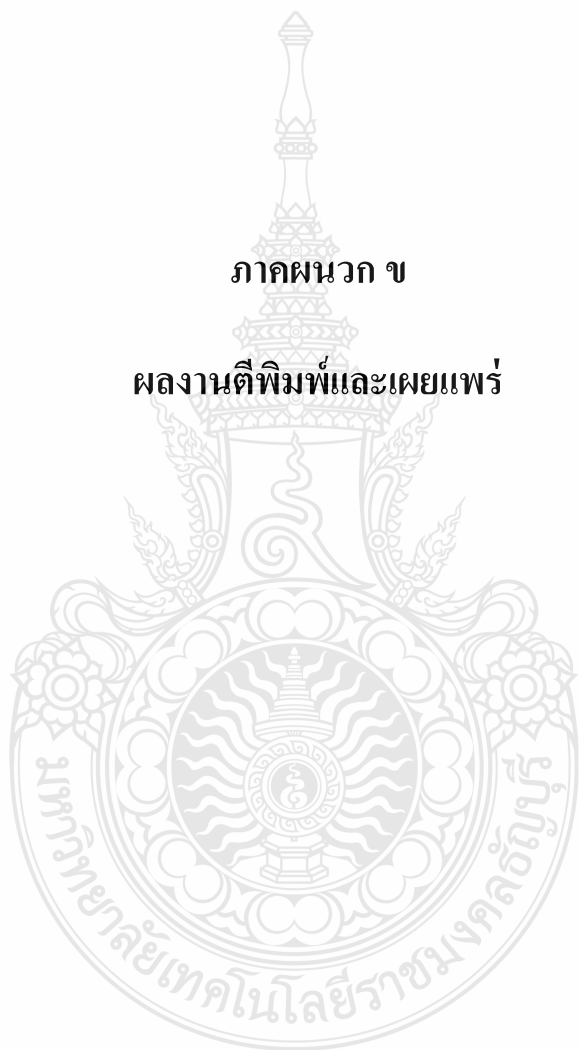 ภาคผนวก ข
ผลงานตีพิมพ์และเผยแพร่
มหาวิทยาลัยเทคโนโลยีราชมงคลธัญบุรี